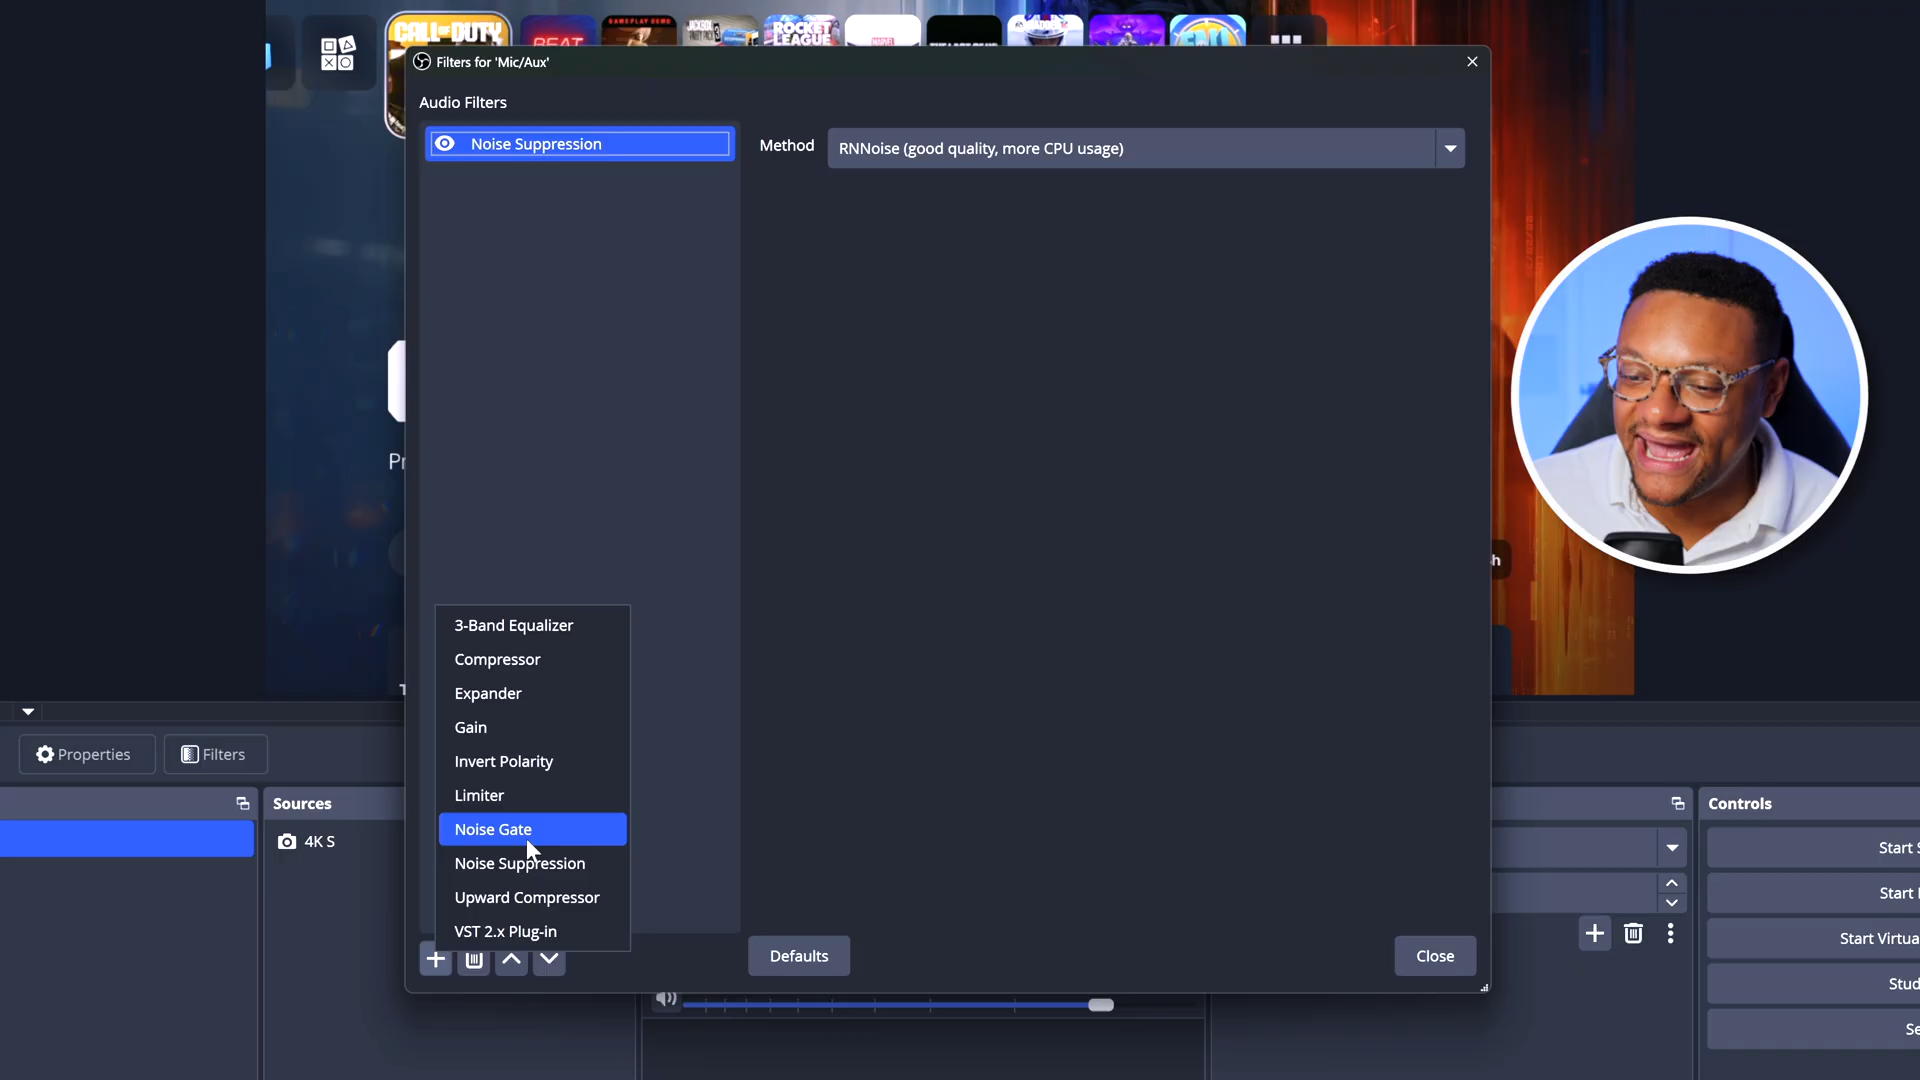 CALL OF DUTY
ROCKET
LEAGUE
Filters for 'Mic/Aux'
Audio Filters
Noise Suppression
Method
RNNoise (good quality, more CPU usage)
3-Band Equalizer
Compressor
Expander
Gain
Invert Polarity
Limiter
Noise Gate
Noise Suppression
Upward Compressor
VST 2.x Plug-in
Defaults
Close
Properties
Filters
Sources
4K S
Controls
Start
Start
Start Virtua
Stud
Se